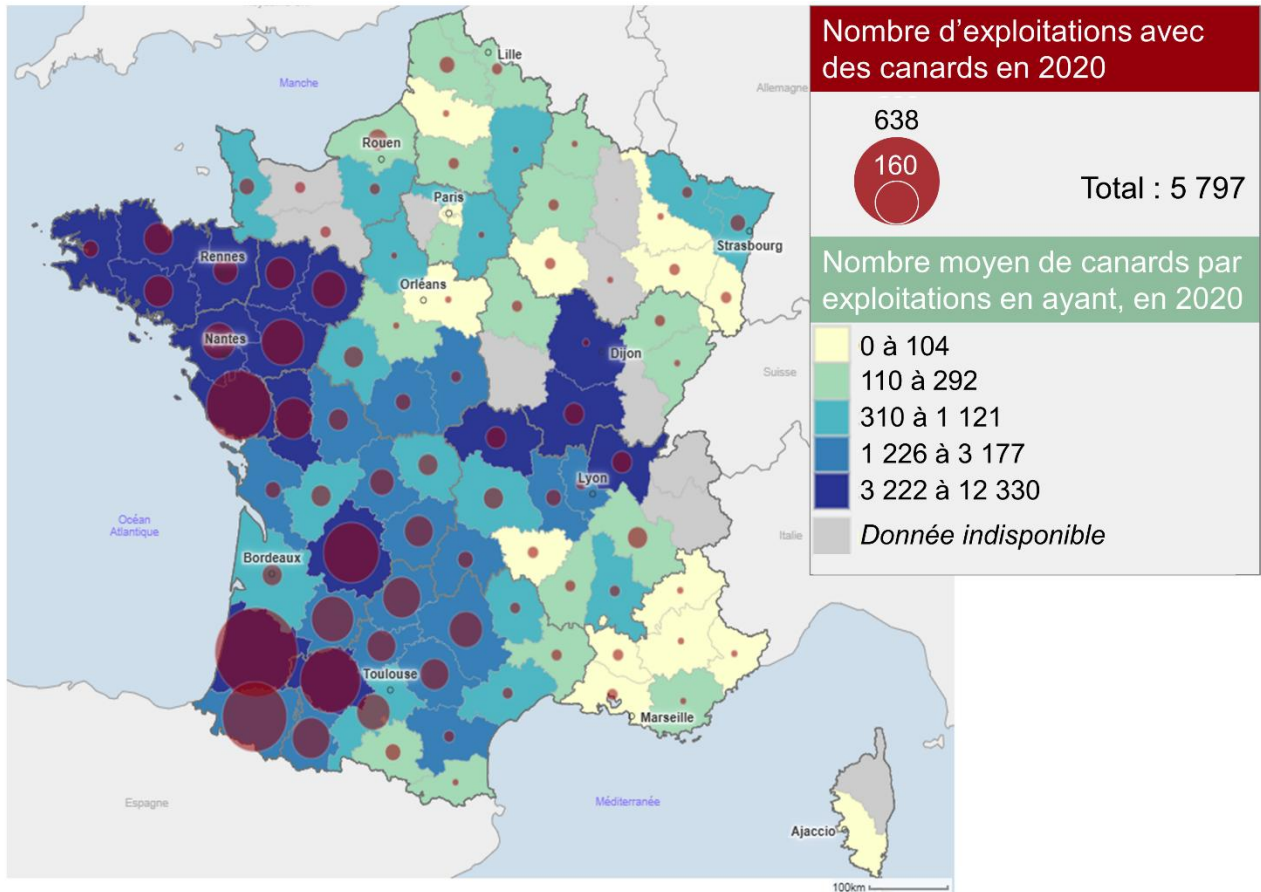 Royaume-Uni
Lille
Manche
Allemagne
Rouen
Paris
Strasbourg
Rennes
Orléans
Nantes
Dijon
Suisse
Lyon
Océan
Atlantique
Bordeaux
Italie
Toulouse
Marseille
Espagne
Méditerranée
Ajaccio
100km
Nombre d’exploitations avec
des canards en 2020
638
160
Total : 5 797
Nombre moyen de canards par
exploitations en ayant, en 2020
0 à 104
110 à 292
310 à 1 121
1 226 à 3 177
3 222 à 12 330
Donnée indisponible